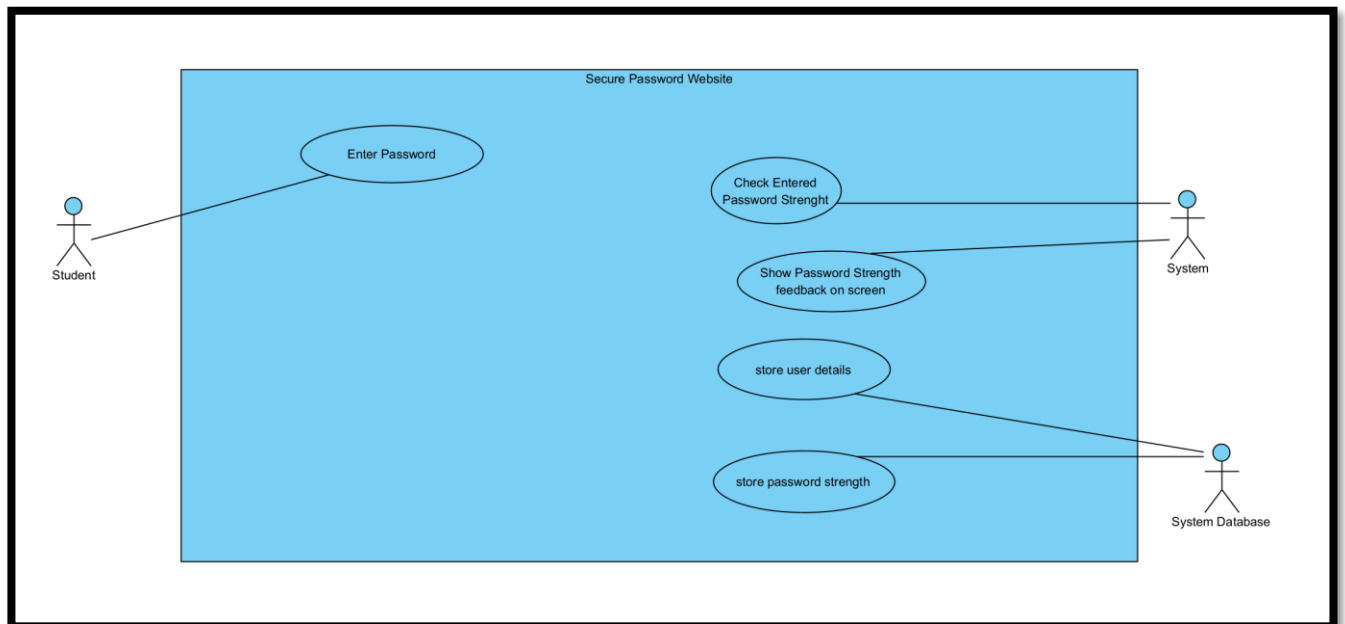 Secure Password Website
Enter Password
Check Entered
Password Strenght
Student
Show Password Strength
feedback on screen
System
store user details
store password strength
System Database